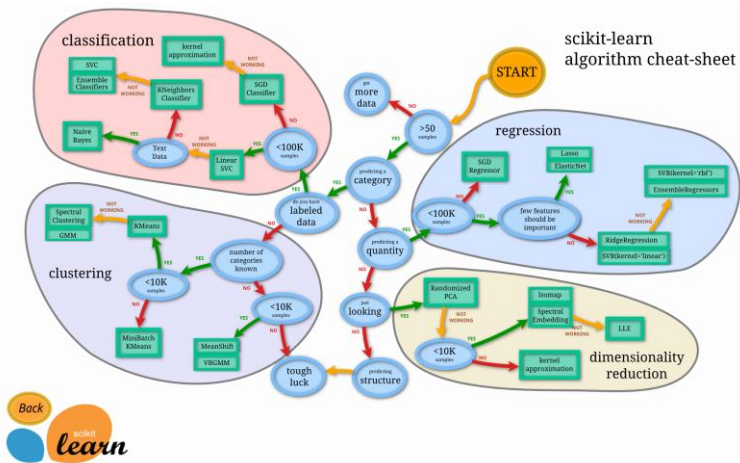 scikit-learn
algorithm cheat-sheet
START
classification
kernel
approximation
NOT
WORKING
SVC
Ensemble
Classifiers
NOT
WORKING
KNeighbors
Classifier
SGD
Classifier
NO
NO
Naive
Bayes
YES
Text
Data
NOT
WORKING
Linear
SVC
YES
<100K
samples
YES
get
more
data
NO
>50
samples
YES
predicting a
category
YES
do you have
labeled
data
NO
NO
predicting a
quantity
YES
NO
just
looking
YES
NO
predicting
structure
tough
luck
regression
SGD
Regressor
NO
<100K
samples
YES
Lasso
ElasticNet
YES
few features
should be
important
NO
SVR(kernel='rbf')
EnsembleRegressors
NOT
WORKING
RidgeRegression
SVR(kernel='linear')
clustering
Spectral
Clustering
GMM
NOT
WORKING
KMeans
YES
number of
categories
known
YES
NO
<10K
samples
NO
MiniBatch
KMeans
<10K
samples
YES
NO
MeanShift
VBGMM
Randomized
PCA
NOT
WORKING
<10K
samples
YES
NO
Isomap
Spectral
Embedding
NOT
WORKING
LLE
kernel
approximation
dimensionality
reduction
Back
scikit
learn